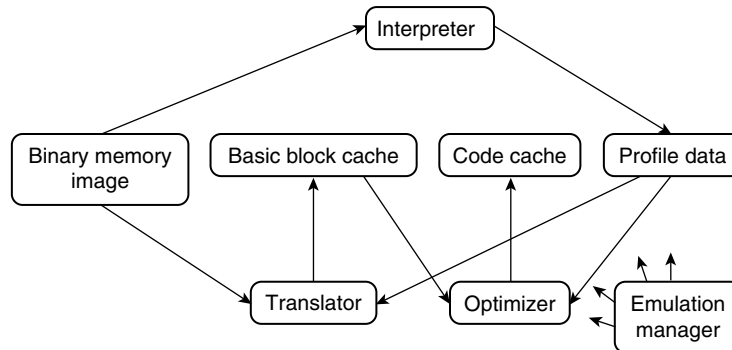 Interpreter
Binary memory
image
Basic block cache
Code cache
Profile data
Translator
Optimizer
Emulation
manager